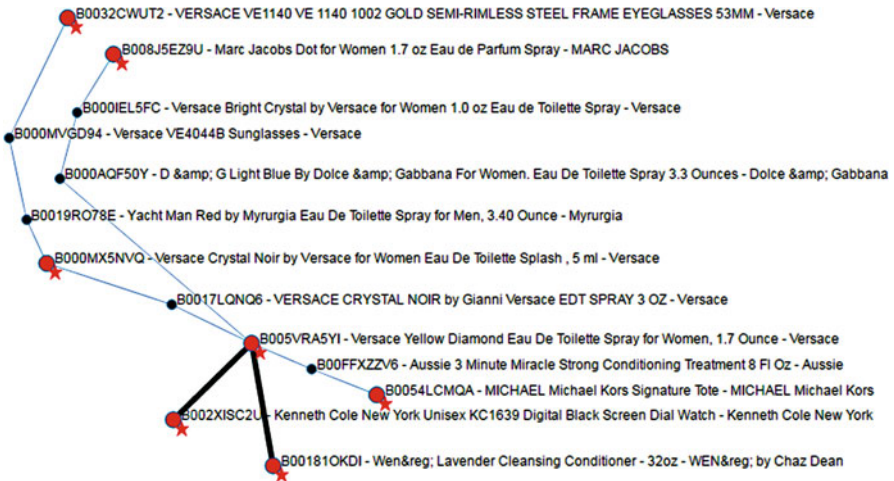 B0032CWUT2 - VERSACE VE1140 VE 1140 1002 GOLD SEMI-RIMLESS STEEL FRAME EYEGLASSES 53MM - Versace
B008J5EZ9U - Marc Jacobs Dot for Women 1.7 oz Eau de Parfum Spray - MARC JACOBS
B000IEL5FC - Versace Bright Crystal by Versace for Women 1.0 oz Eau de Toilette Spray - Versace
B000MVGD94 - Versace VE4044B Sunglasses - Versace
B000AQF50Y - D &amp; G Light Blue By Dolce &amp; Gabbana For Women. Eau De Toilette Spray 3.3 Ounces - Dolce &amp; Gabbana
B0019RO78E - Yacht Man Red by Myrurgia Eau De Toilette Spray for Men, 3.40 Ounce - Myrurgia
B000MX5NVQ - Versace Crystal Noir by Versace for Women Eau De Toilette Splash , 5 ml - Versace
B0017LQNQ6 - VERSACE CRYSTAL NOIR by Gianni Versace EDT SPRAY 3 OZ - Versace
B005VRA5YI - Versace Yellow Diamond Eau De Toilette Spray for Women, 1.7 Ounce - Versace
B00FFXZZV6 - Aussie 3 Minute Miracle Strong Conditioning Treatment 8 Fl Oz - Aussie
B0054LCMQA - MICHAEL Michael Kors Signature Tote - MICHAEL Michael Kors
B002XISC2U - Kenneth Cole New York Unisex KC1639 Digital Black Screen Dial Watch - Kenneth Cole New York
B00181OKDI - Wen&reg; Lavender Cleansing Conditioner - 32oz - WEN&reg; by Chaz Dean